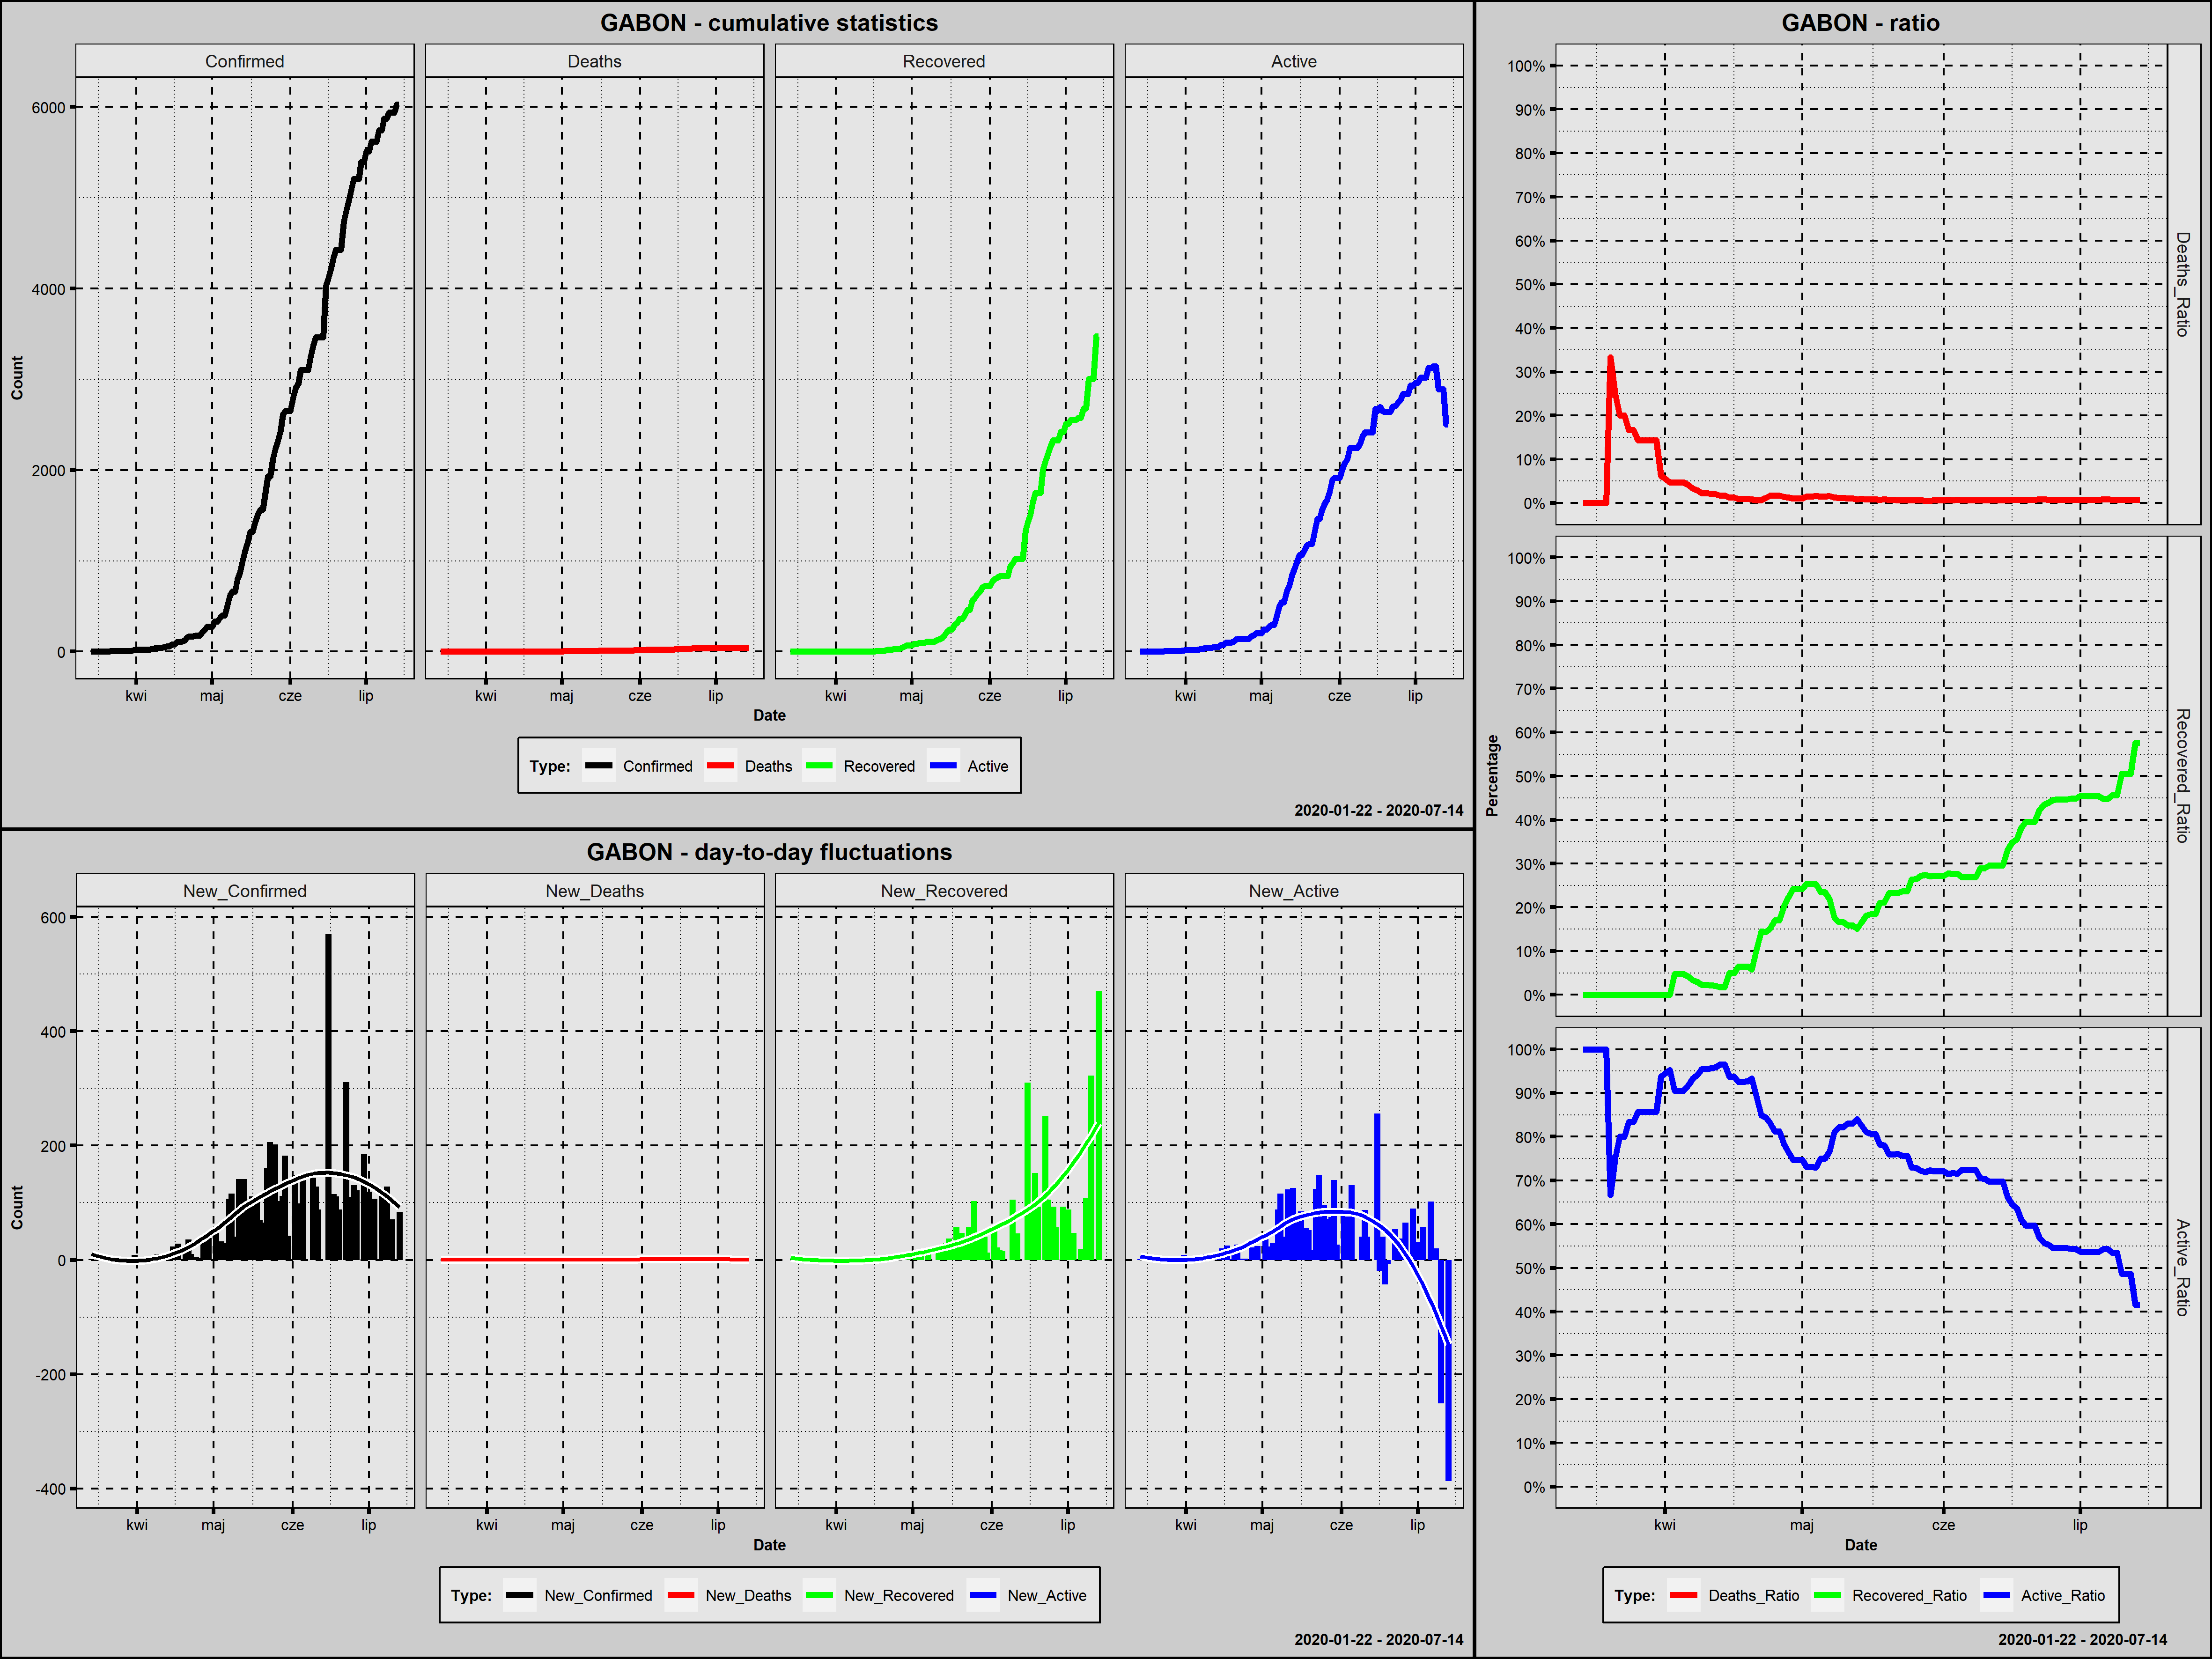 GABON - cumulative statistics
Confirmed Deaths Recovered Active
Count
6000
4000
2000
0
kwi maj cze lip kwi maj cze lip kwi maj cze lip kwi maj cze lip
Date
Type: Confirmed Deaths Recovered Active
2020-01-22 - 2020-07-14
GABON - day-to-day fluctuations
New_Confirmed New_Deaths New_Recovered New_Active
Count
600
400
200
0
-200
-400
kwi maj cze lip kwi maj cze lip kwi maj cze lip kwi maj cze lip
Date
Type: New_Confirmed New_Deaths New_Recovered New_Active
2020-01-22 - 2020-07-14
GABON - ratio
Percentage
100%
90%
80%
70%
60%
50%
40%
30%
20%
10%
0%
Deaths_Ratio
100%
90%
80%
70%
60%
50%
40%
30%
20%
10%
0%
Recovered_Ratio
100%
90%
80%
70%
60%
50%
40%
30%
20%
10%
0%
Active_Ratio
kwi maj cze lip
Date
Type: Deaths_Ratio Recovered_Ratio Active_Ratio
2020-01-22 - 2020-07-14